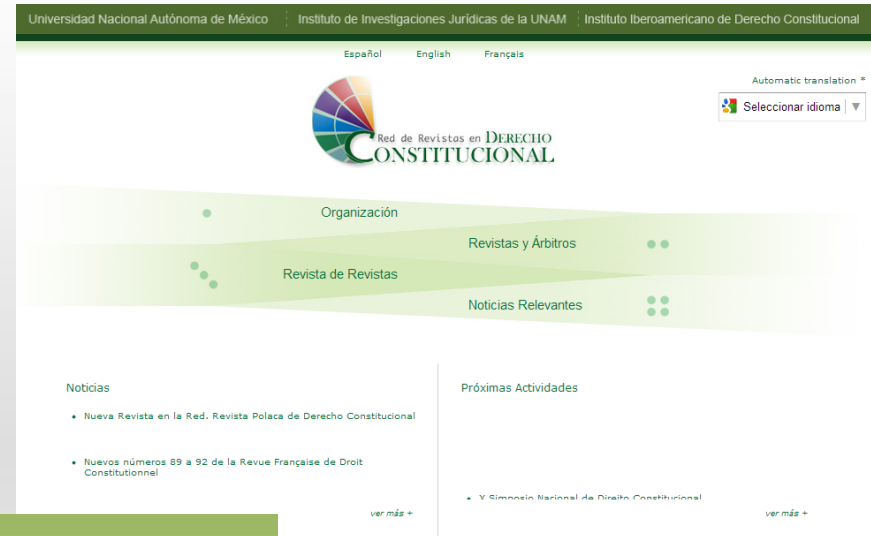 Universidad Nacional Autónoma de México Instituto de Investigaciones Jurídicas de la UNAM Instituto Iberoamericano de Derecho Constitucional
Español English Français
Automatic translation *
Seleccionar idioma
Red de Revistas en DERECHO
CONSTITUCIONAL
Organización
Revistas y Árbitros
Revista de Revistas
Noticias Relevantes
Noticias
• Nueva Revista en la Red. Revista Polaca de Derecho Constitucional
• Nuevos números 89 a 92 de la Revue Française de Droit
Constitutionnel
ver más +
Próximas Actividades
• X Simposio Nacional de Direito Constitucional
ver más +